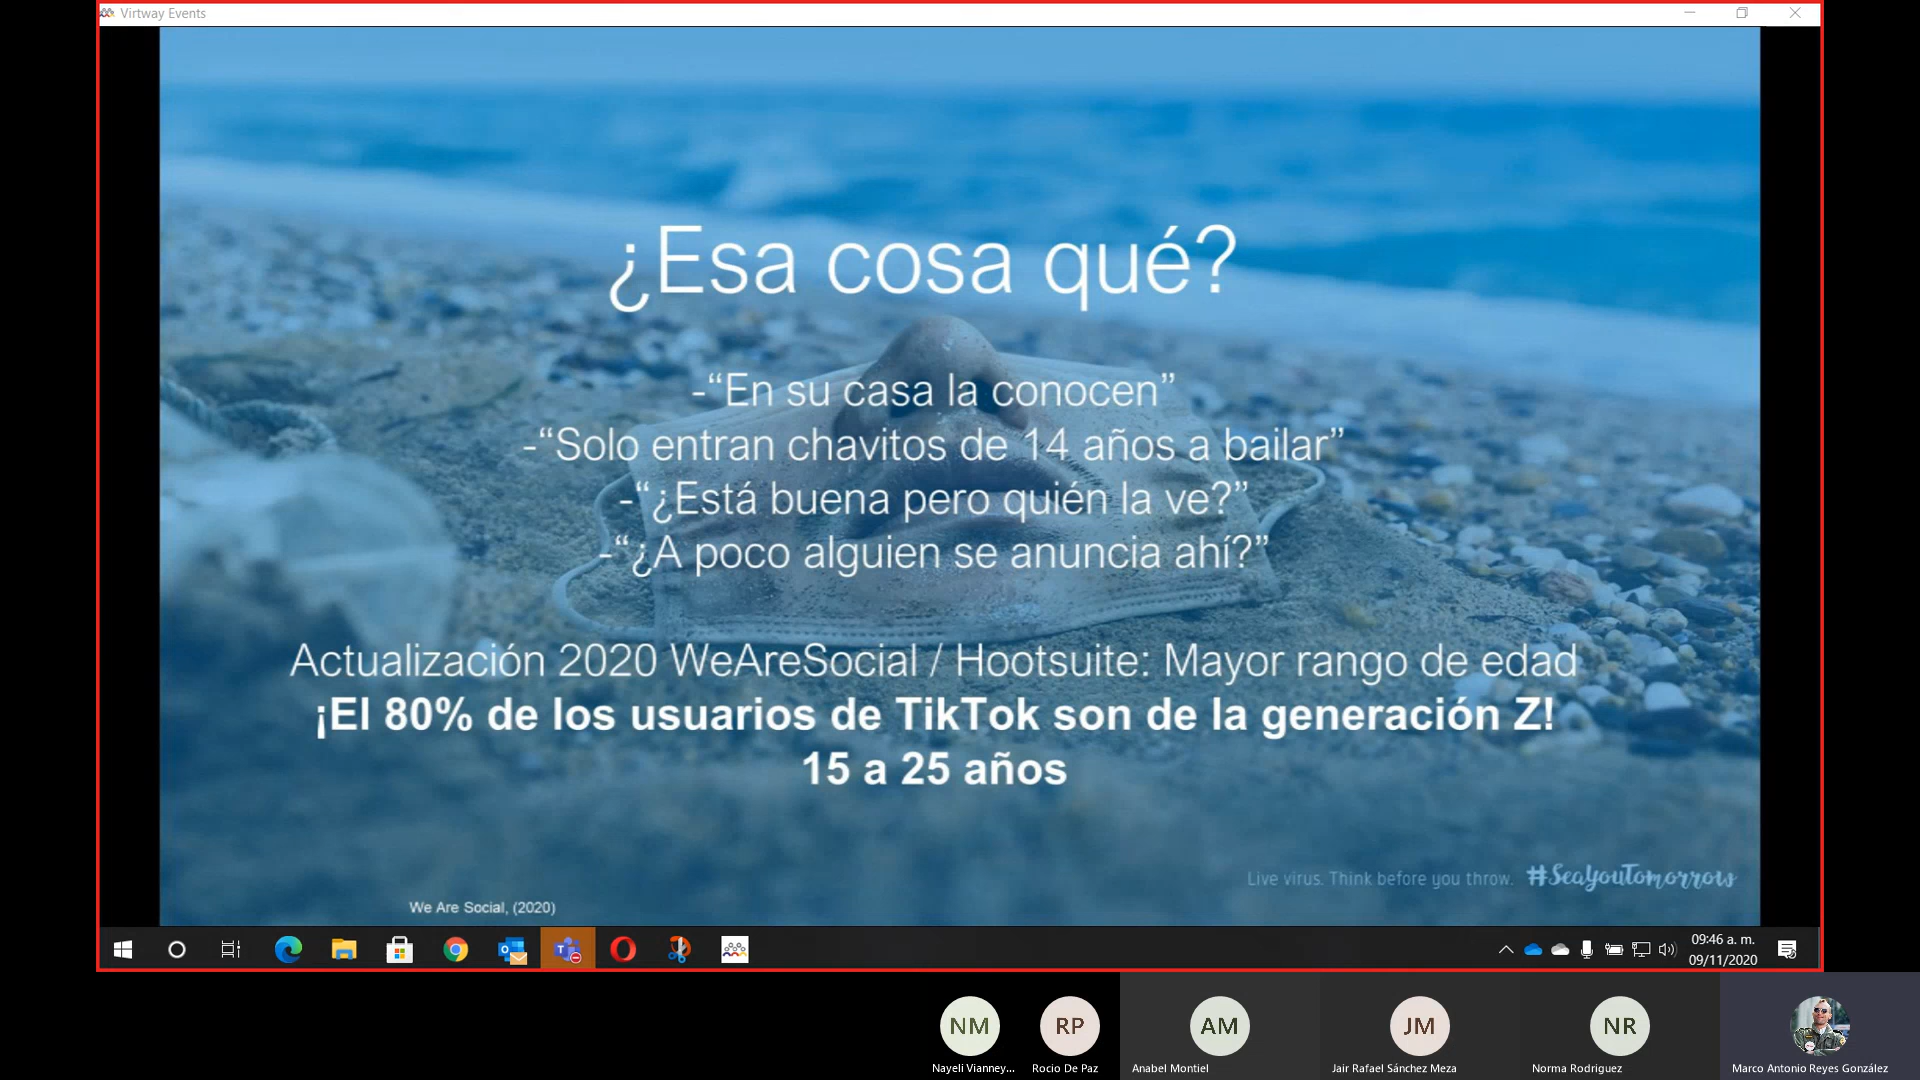 Virtway Events
¿Esa cosa qué?
-“En su casa la conocen”
-“Solo entran chavitos de 14 años a bailar”
-“¿Está buena pero quién la ve?”
-“¿A poco alguien se anuncia ahí?”
Actualización 2020 WeAreSocial / Hootsuite: Mayor rango de edad
¡El 80% de los usuarios de TikTok son de la generación Z!
15 a 25 años
Live virus. Think before you throw. #SeaYouTomorrow
We Are Social, (2020)
09:46 a. m.
09/11/2020
NM
RP
AM
JM
NR
Nayeli Vianney...
Rocio De Paz
Anabel Montiel
Jair Rafael Sánchez Meza
Norma Rodriguez
Marco Antonio Reyes González